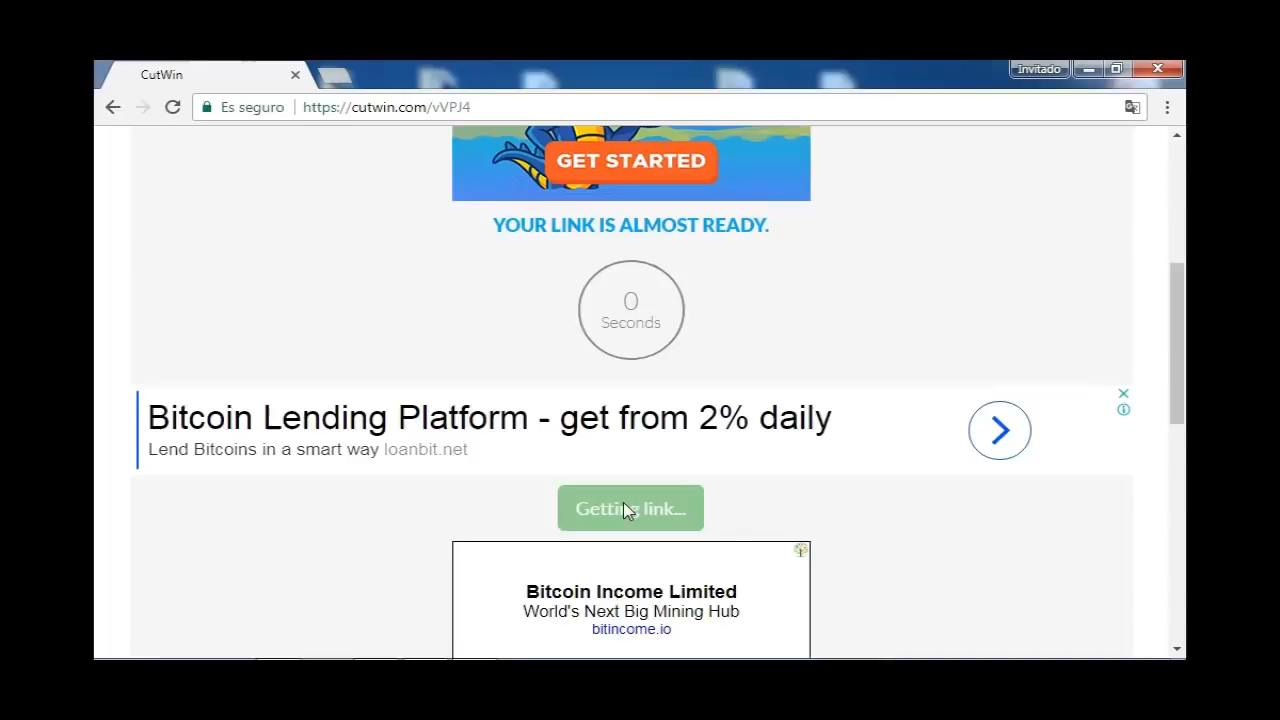 CutWin
Invitado
Es seguro
https://cutwin.com/vVPJ4
GET STARTED
YOUR LINK IS ALMOST READY.
0
Seconds
Bitcoin Lending Platform - get from 2% daily
Lend Bitcoins in a smart way loanbit.net
Getting link...
Bitcoin Income Limited
World's Next Big Mining Hub
bitincome.io